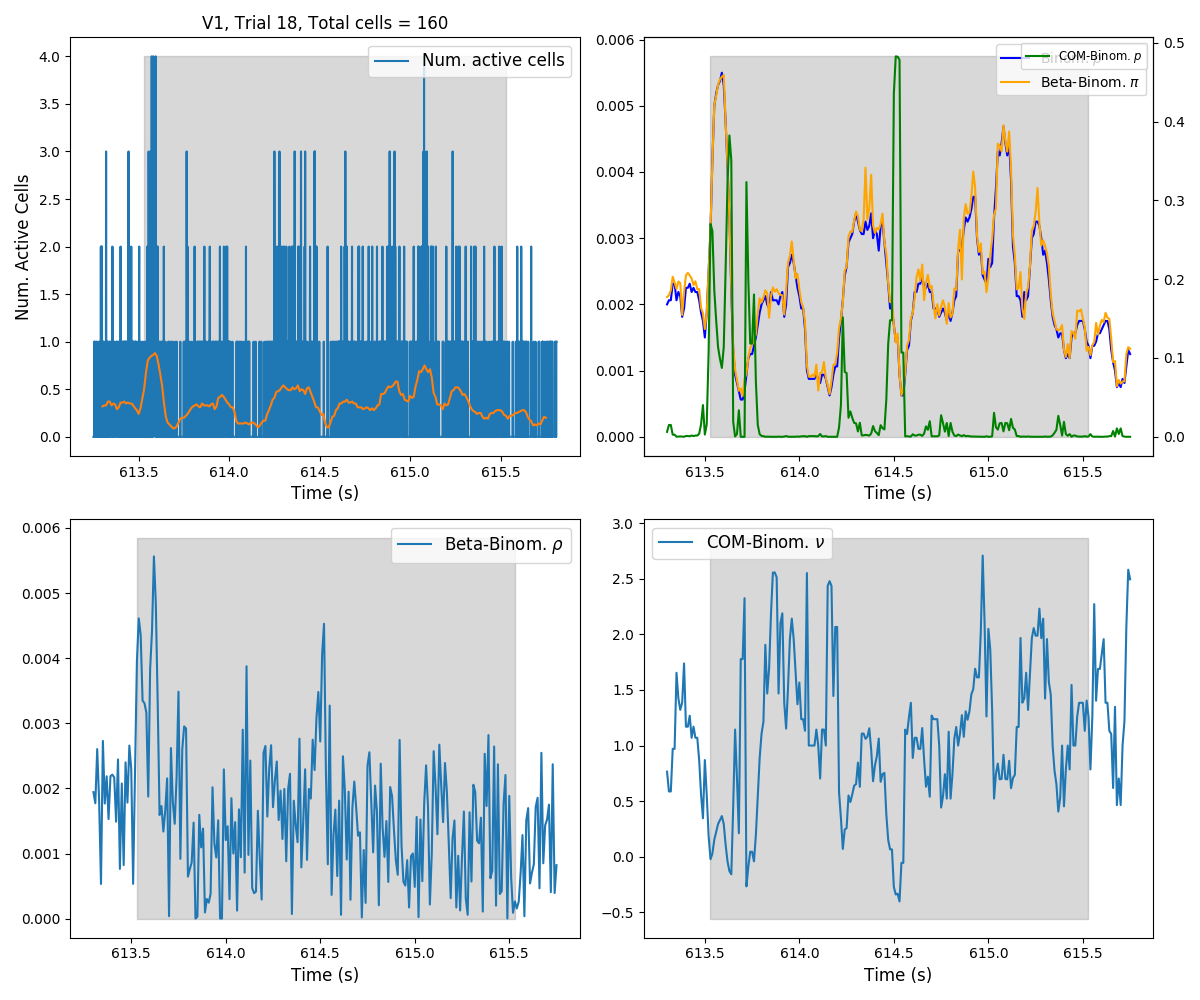 V1, Trial 18, Total cells = 160
Num. Active Cells
4.0
3.5
3.0
2.5
2.0
1.5
1.0
0.5
0.0
Num. active cells
613.5 614.0 614.5 615.0 615.5
Time (s)
0.006
0.005
0.004
0.003
0.002
0.001
0.000
COM-Binom. p
Beta-Binom. π
0.5
0.4
0.3
0.2
0.1
0.0
613.5 614.0 614.5 615.0 615.5
Time (s)
0.006
0.005
0.004
0.003
0.002
0.001
0.000
Beta-Binom. ρ
613.5 614.0 614.5 615.0 615.5
Time (s)
3.0
2.5
2.0
1.5
1.0
0.5
0.0
−0.5
COM-Binom. ν
613.5 614.0 614.5 615.0 615.5
Time (s)